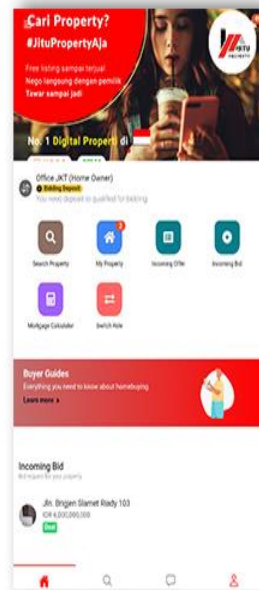 Cari Property?
#JituPropertyAja
JITU
PROPERTY
Free listing sampai terjual
Nego langsung dengan pemilik
Tawar sampai jadi
No. 1 Digital Properti di
Office JKT (Home Owner)
Bidding Deposit
You need deposit to qualified for bidding
2
Search Property
My Property
Incoming Offer
Incoming Bid
Mortgage Calculator
Switch Role
Buyer Guides
Everything you need to know about homebuying
Learn more >
Incoming Bid
Bid request for your property
Jln. Brigjen Slamet Riady 103
IDR 6,000,000,000
Deal